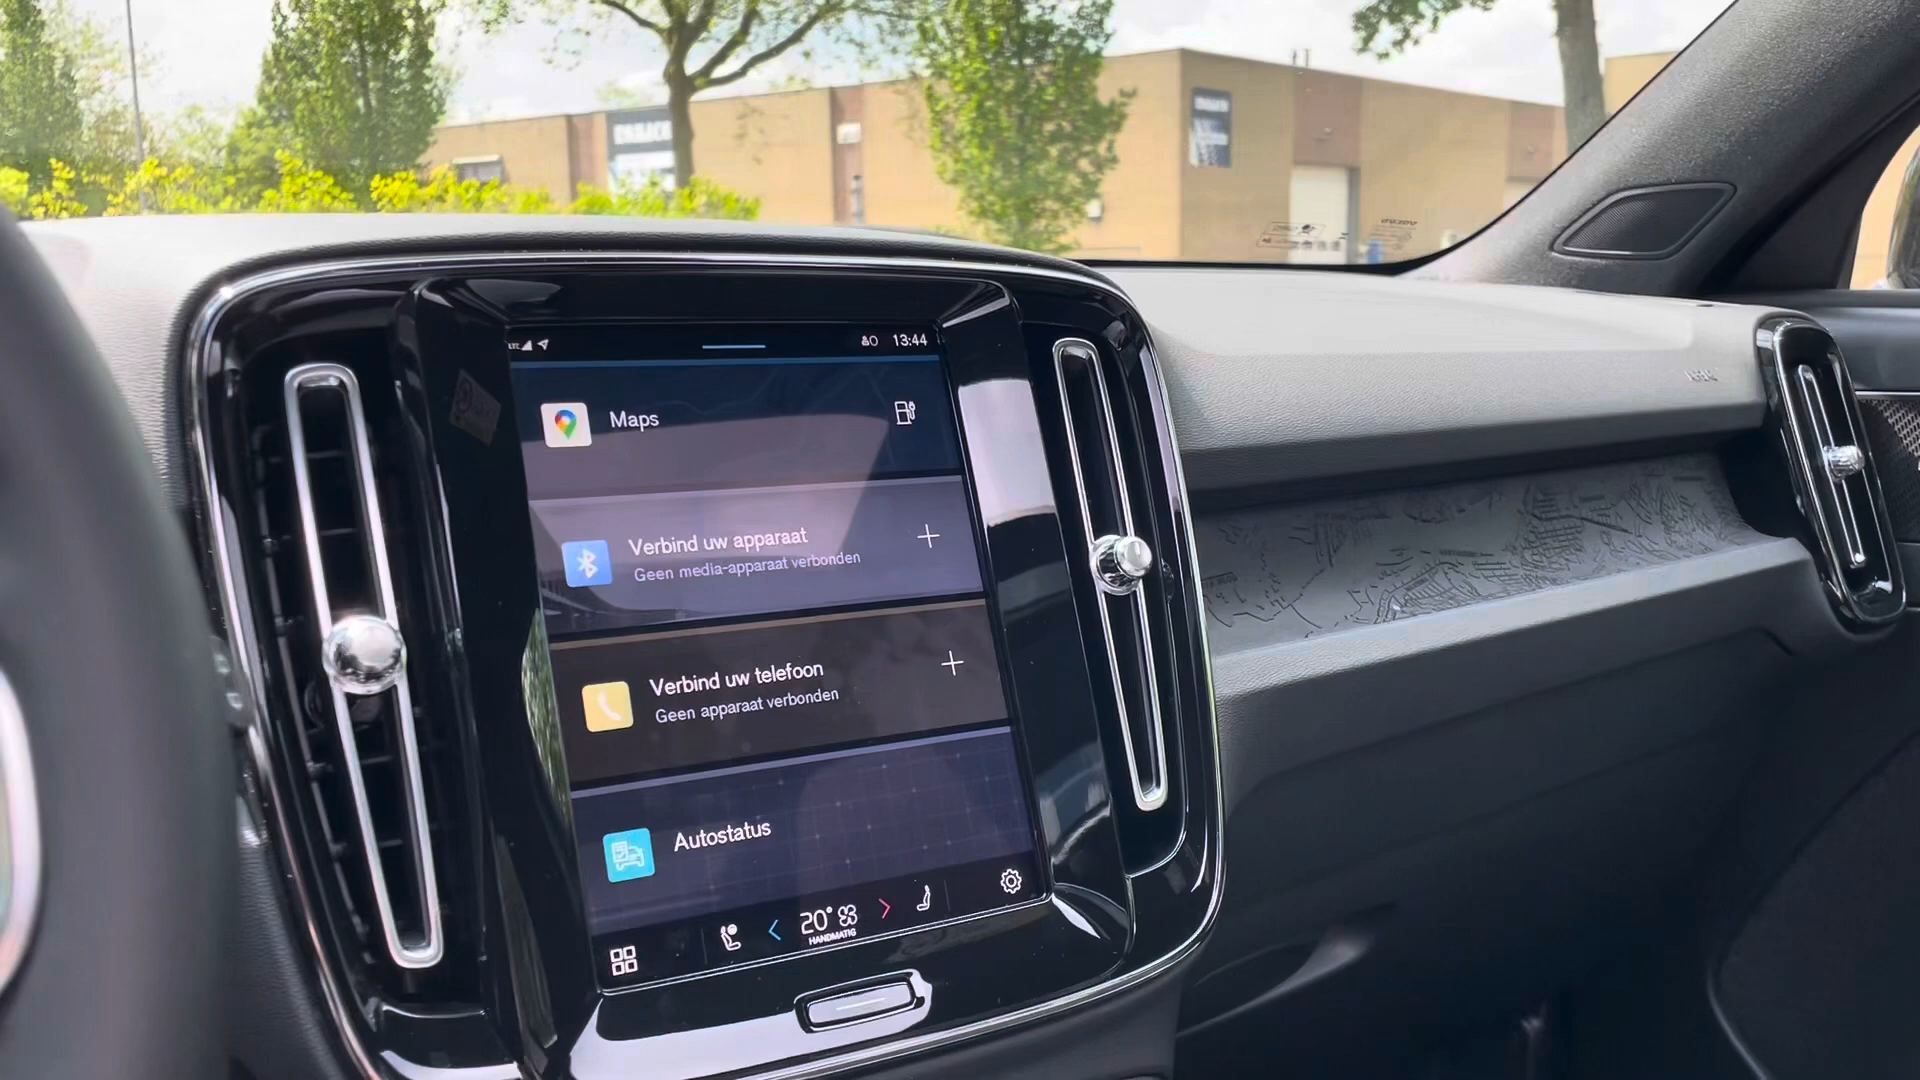 13:44
Maps
Verbind uw apparaat
Geen media-apparaat verbonden
Verbind uw telefoon
Geen apparaat verbonden
Autostatus
20°
HANDMATIG